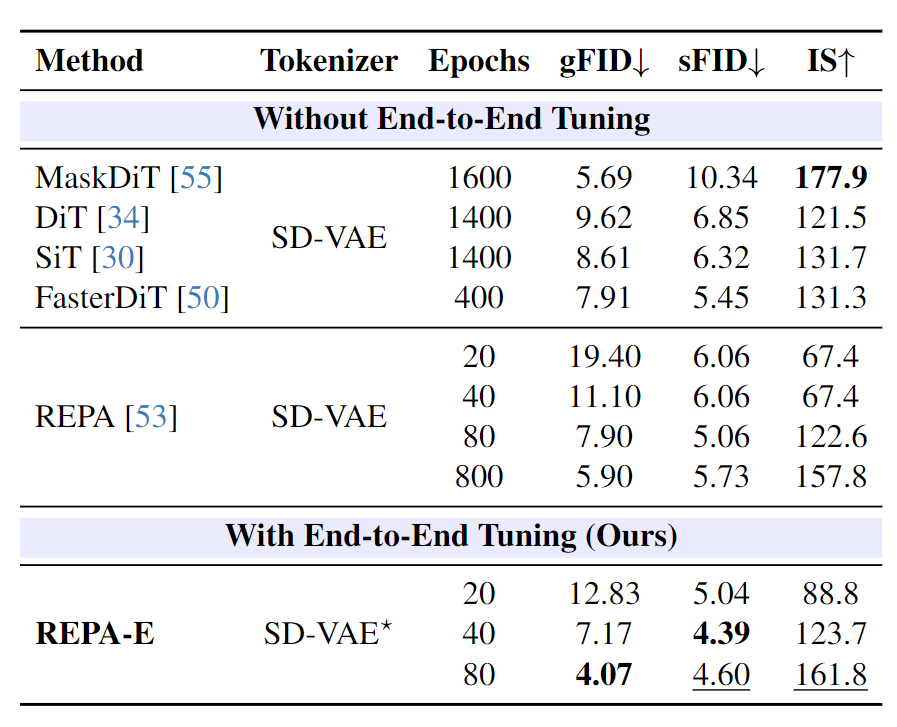 Method Tokenizer Epochs gFID↓ sFID↓ IS↑
Without End-to-End Tuning
MaskDiT [55] 1600 5.69 10.34 177.9
DiT [34] 1400 9.62 6.85 121.5
SD-VAE
SiT [30] 1400 8.61 6.32 131.7
FasterDiT [50] 400 7.91 5.45 131.3
20 19.40 6.06 67.4
40 11.10 6.06 67.4
REPA [53] SD-VAE
80 7.90 5.06 122.6
800 5.90 5.73 157.8
With End-to-End Tuning (Ours)
20 12.83 5.04 88.8
REPA-E SD-VAE* 40 7.17 4.39 123.7
80 4.07 4.60 161.8